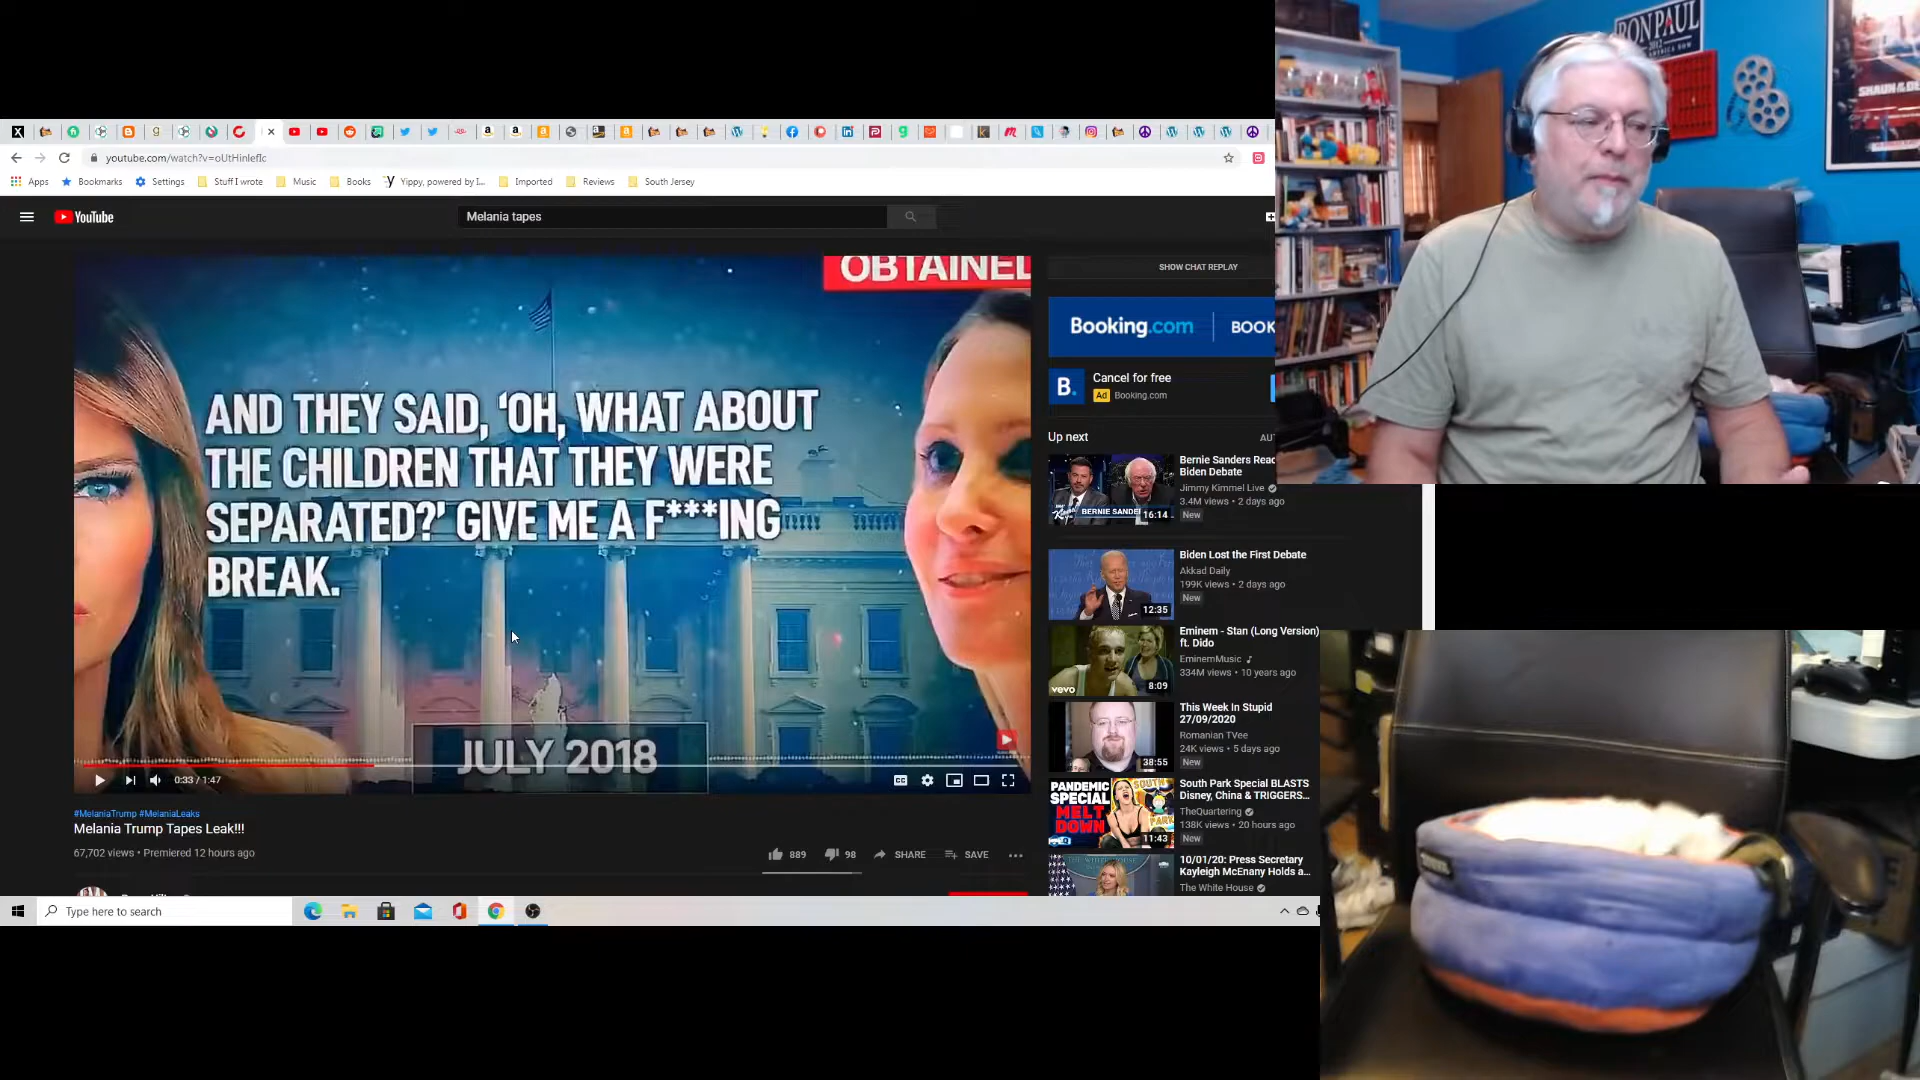 RON PAUL
2012
SHAUN
youtube.com/watch?v=oUtHinlefIc
Apps
Bookmarks
Settings
Stuff I wrote
Music
Books
Yippy, powered by I...
Imported
Reviews
South Jersey
YouTube
Melania tapes
OBTAINE
AND THEY SAID, 'OH, WHAT ABOUT
THE CHILDREN THAT THEY WERE
SEPARATED?' GIVE ME A F***ING
BREAK.
JULY 2018
0:33 / 1:47
CC
#MelaniaTrump #MelaniaLeaks
Melania Trump Tapes Leak!!!
67,702 views • Premiered 12 hours ago
889
98
SHARE
SAVE
SHOW CHAT REPLAY
Booking.com
BOOK
B.
Cancel for free
Ad Booking.com
Up next
AUT
Bernie Sanders Reac
Biden Debate
Jimmy Kimmel Live
3.4M views • 2 days ago
New
BERNIE SANDE
16:14
Biden Lost the First Debate
Akkad Daily
199K views • 2 days ago
New
12:35
Eminem - Stan (Long Version)
ft. Dido
EminemMusic
334M views • 10 years ago
vevo
8:09
This Week In Stupid
27/09/2020
Romanian TVee
24K views • 5 days ago
New
38:55
South Park Special BLASTS
Disney, China & TRIGGERS...
TheQuartering
138K views • 20 hours ago
New
PANDEMIC
SPECIAL
MELT
DOWN
SOUTH
PARK
11:43
10/01/20: Press Secretary
Kayleigh McEnany Holds a...
The White House
Type here to search